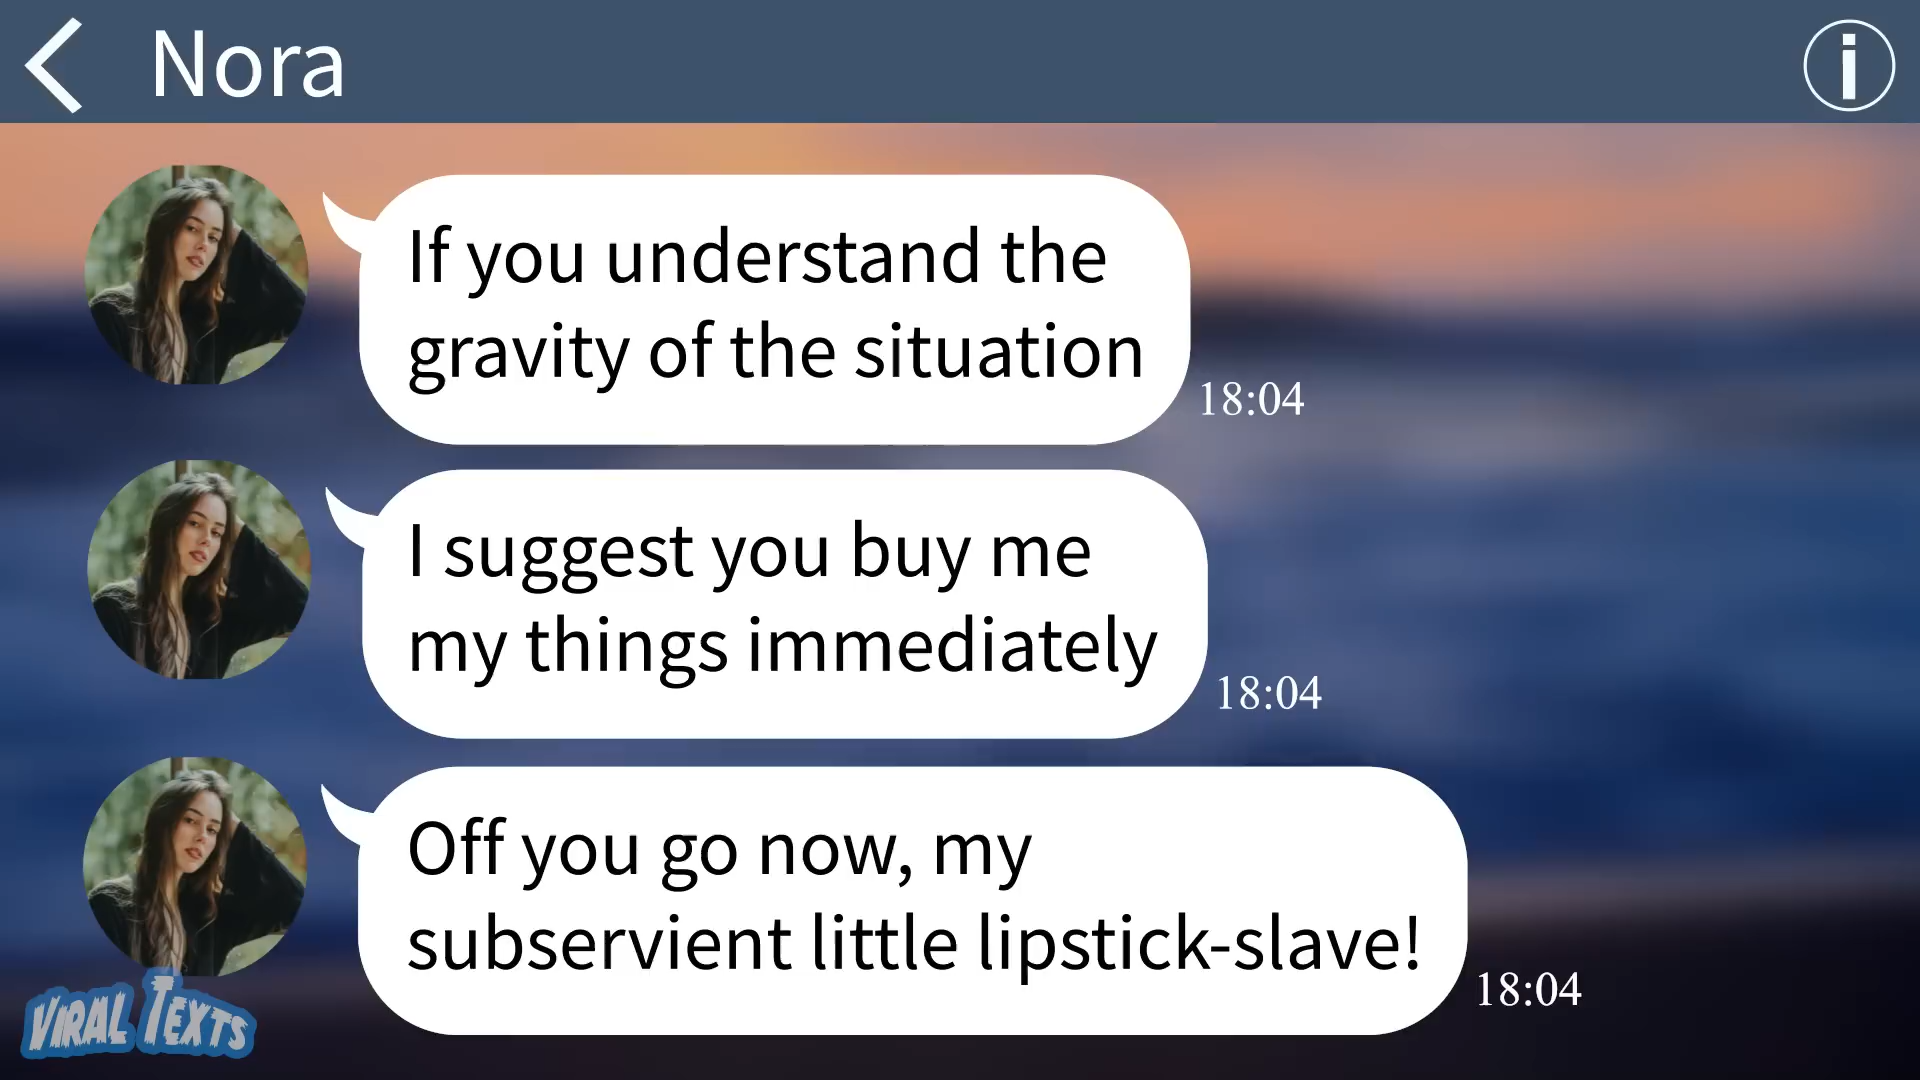 Nora
If you understand the
gravity of the situation
18:04
I suggest you buy me
my things immediately
18:04
Off you go now, my
subservient little lipstick-slave!
18:04
VIRAL TEXTS